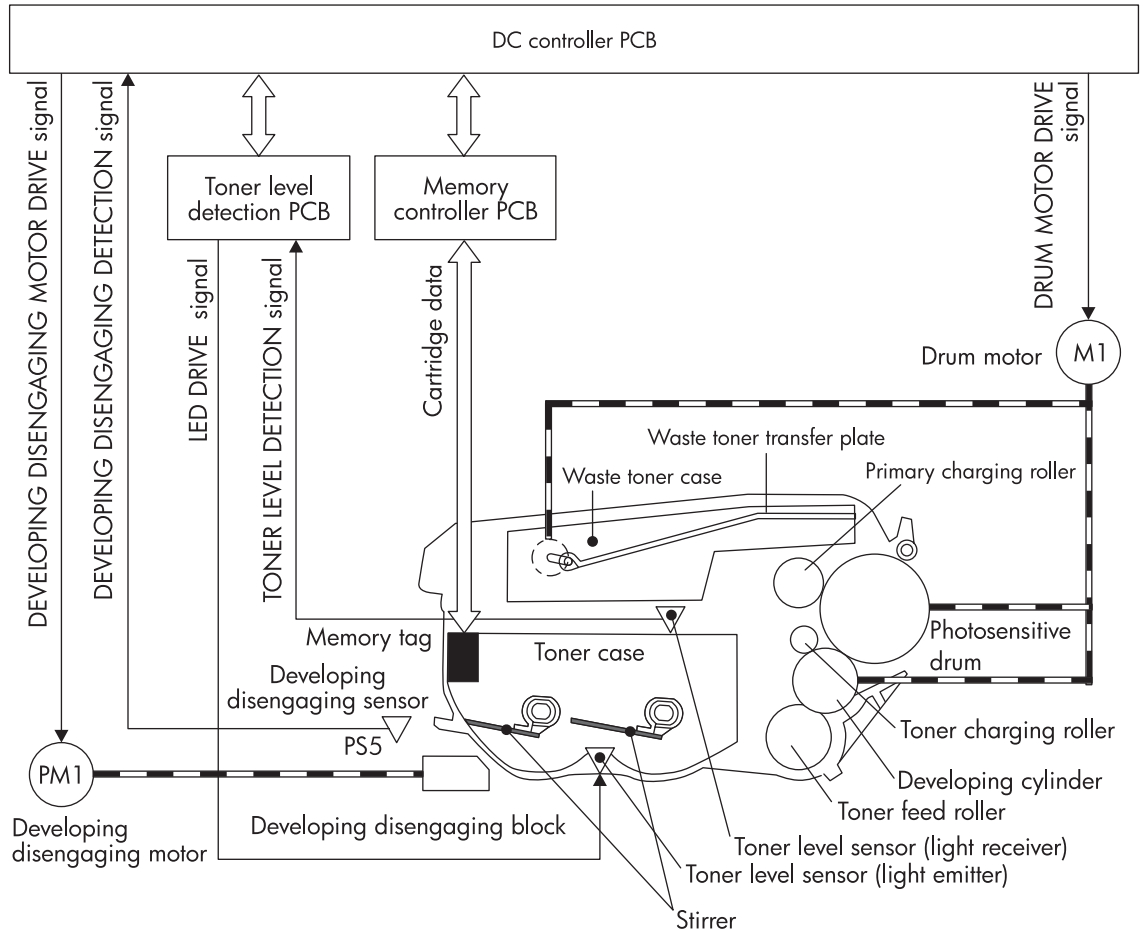 DC controller PCB
DEVELOPING DISENGAGING MOTOR DRIVE signal
DEVELOPING DISENGAGING DETECTION signal
Toner level
detection PCB
Memory
controller PCB
DRUM MOTOR DRIVE
signal
LED DRIVE signal
TONER LEVEL DETECTION signal
Cartridge data
Drum motor
M1
Waste toner transfer plate
Primary charging roller
Waste toner case
Memory tag
Toner case
Photosensitive
drum
Developing
disengaging sensor
PS5
Toner charging roller
PM1
Developing cylinder
Toner feed roller
Developing
disengaging motor
Developing disengaging block
Toner level sensor (light receiver)
Toner level sensor (light emitter)
Stirrer